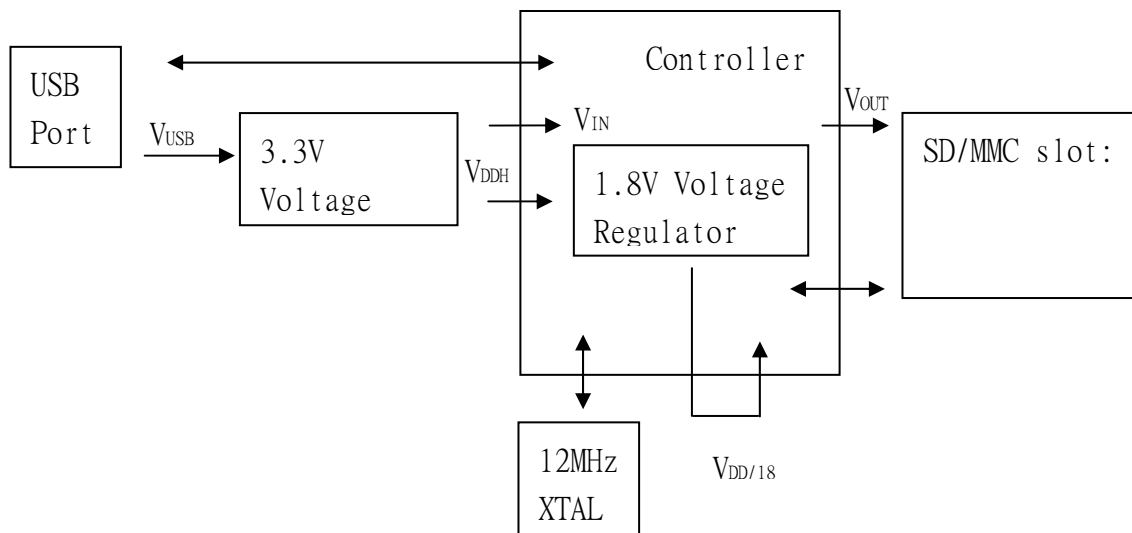 USB
Port
VUSB
3.3V
Voltage
VDDH
Controller
VIN
1.8V Voltage
Regulator
VOUT
SD/MMC slot:
12MHz
XTAL
VDD/18